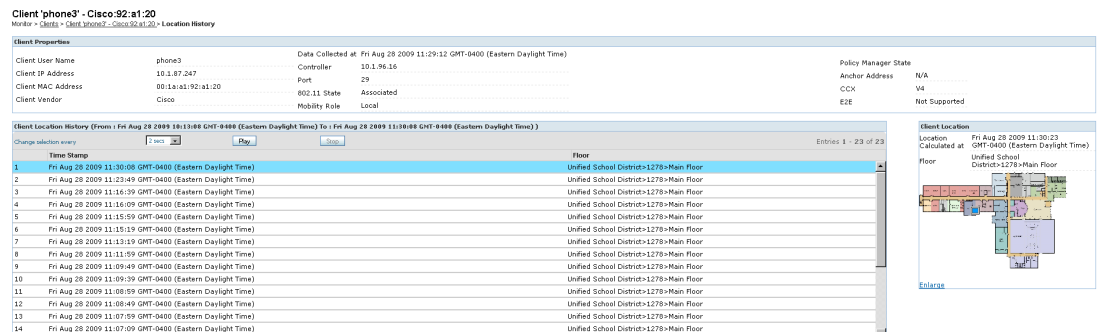 Client 'phone3' - Cisco:92:a1:20
Monitor > Clients > Client 'phone3' - Cisco:92:a1:20 > Location History
Client Properties
Client User Name phone3
Client IP Address 10.1.87.247
Client MAC Address 00:1a:a1:92:a1:20
Client Vendor Cisco
Data Collected at Fri Aug 28 2009 11:29:12 GMT-0400 (Eastern Daylight Time)
Controller 10.1.96.16
Port 29
802.11 State Associated
Mobility Role Local
Policy Manager State
Anchor Address N/A
CCX V4
E2E Not Supported
Client Location History (From : Fri Aug 28 2009 10:13:08 GMT-0400 (Eastern Daylight Time) To : Fri Aug 28 2009 11:30:08 GMT-0400 (Eastern Daylight Time) )
Change selection every 2 secs Play Stop Entries 1 - 23 of 23
Time Stamp Floor
1 Fri Aug 28 2009 11:30:08 GMT-0400 (Eastern Daylight Time) Unified School District>1278>Main Floor
2 Fri Aug 28 2009 11:23:49 GMT-0400 (Eastern Daylight Time) Unified School District>1278>Main Floor
3 Fri Aug 28 2009 11:16:39 GMT-0400 (Eastern Daylight Time) Unified School District>1278>Main Floor
4 Fri Aug 28 2009 11:16:09 GMT-0400 (Eastern Daylight Time) Unified School District>1278>Main Floor
5 Fri Aug 28 2009 11:15:59 GMT-0400 (Eastern Daylight Time) Unified School District>1278>Main Floor
6 Fri Aug 28 2009 11:15:19 GMT-0400 (Eastern Daylight Time) Unified School District>1278>Main Floor
7 Fri Aug 28 2009 11:13:19 GMT-0400 (Eastern Daylight Time) Unified School District>1278>Main Floor
8 Fri Aug 28 2009 11:11:59 GMT-0400 (Eastern Daylight Time) Unified School District>1278>Main Floor
9 Fri Aug 28 2009 11:09:49 GMT-0400 (Eastern Daylight Time) Unified School District>1278>Main Floor
10 Fri Aug 28 2009 11:09:39 GMT-0400 (Eastern Daylight Time) Unified School District>1278>Main Floor
11 Fri Aug 28 2009 11:08:59 GMT-0400 (Eastern Daylight Time) Unified School District>1278>Main Floor
12 Fri Aug 28 2009 11:08:49 GMT-0400 (Eastern Daylight Time) Unified School District>1278>Main Floor
13 Fri Aug 28 2009 11:07:59 GMT-0400 (Eastern Daylight Time) Unified School District>1278>Main Floor
14 Fri Aug 28 2009 11:07:09 GMT-0400 (Eastern Daylight Time) Unified School District>1278>Main Floor
Client Location
Location Calculated at Fri Aug 28 2009 11:30:23 GMT-0400 (Eastern Daylight Time)
Floor Unified School District>1278>Main Floor
Enlarge